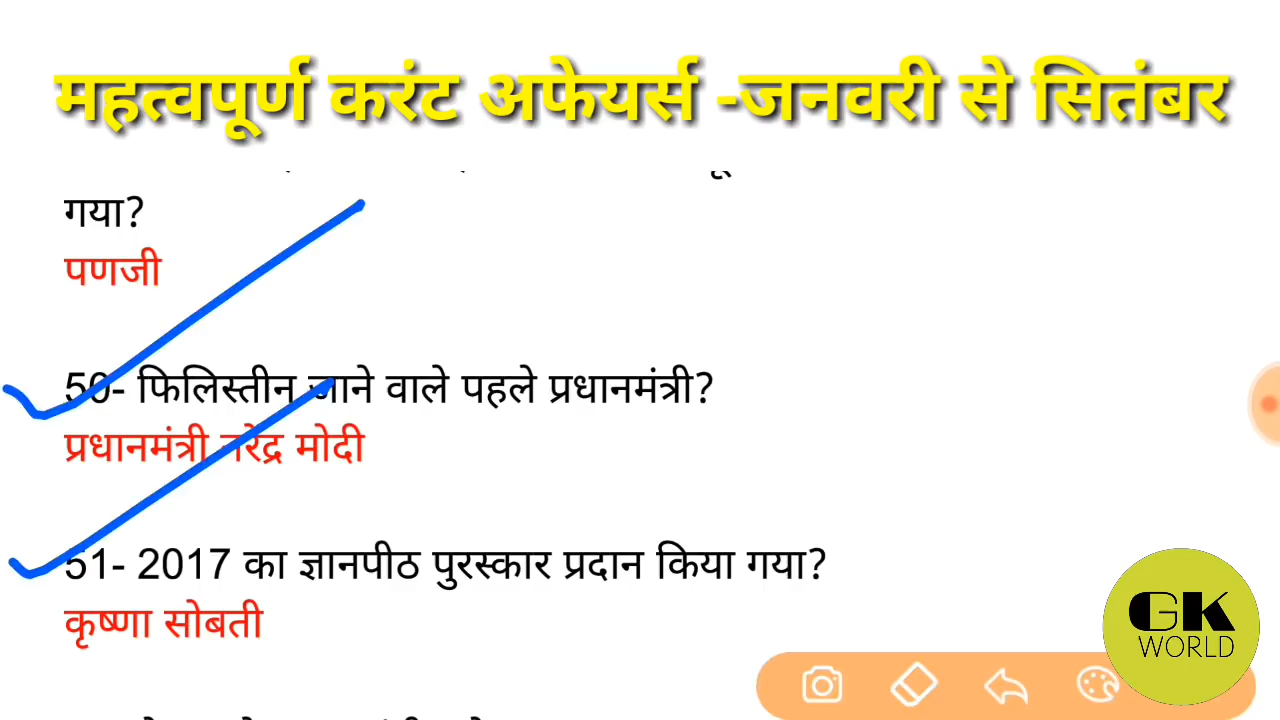 महत्वपूर्ण करंट अफेयर्स -जनवरी से सितंबर
गया?
पणजी
50- फिलिस्तीन जाने वाले पहले प्रधानमंत्री?
प्रधानमंत्री नरेंद्र मोदी
51- 2017 का ज्ञानपीठ पुरस्कार प्रदान किया गया?
कृष्णा सोबती
GK
WORLD